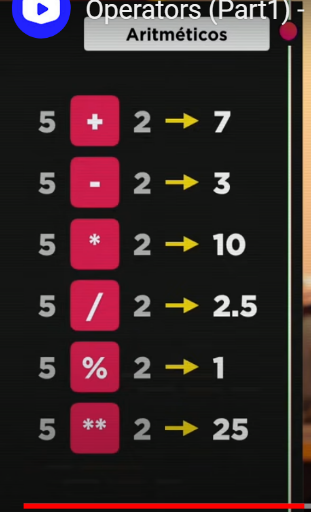 Operators (Part1) -
Aritméticos
5 + 2 → 7
5 - 2 → 3
5 * 2 → 10
5 / 2 → 2.5
5 % 2 → 1
5 ** 2 → 25